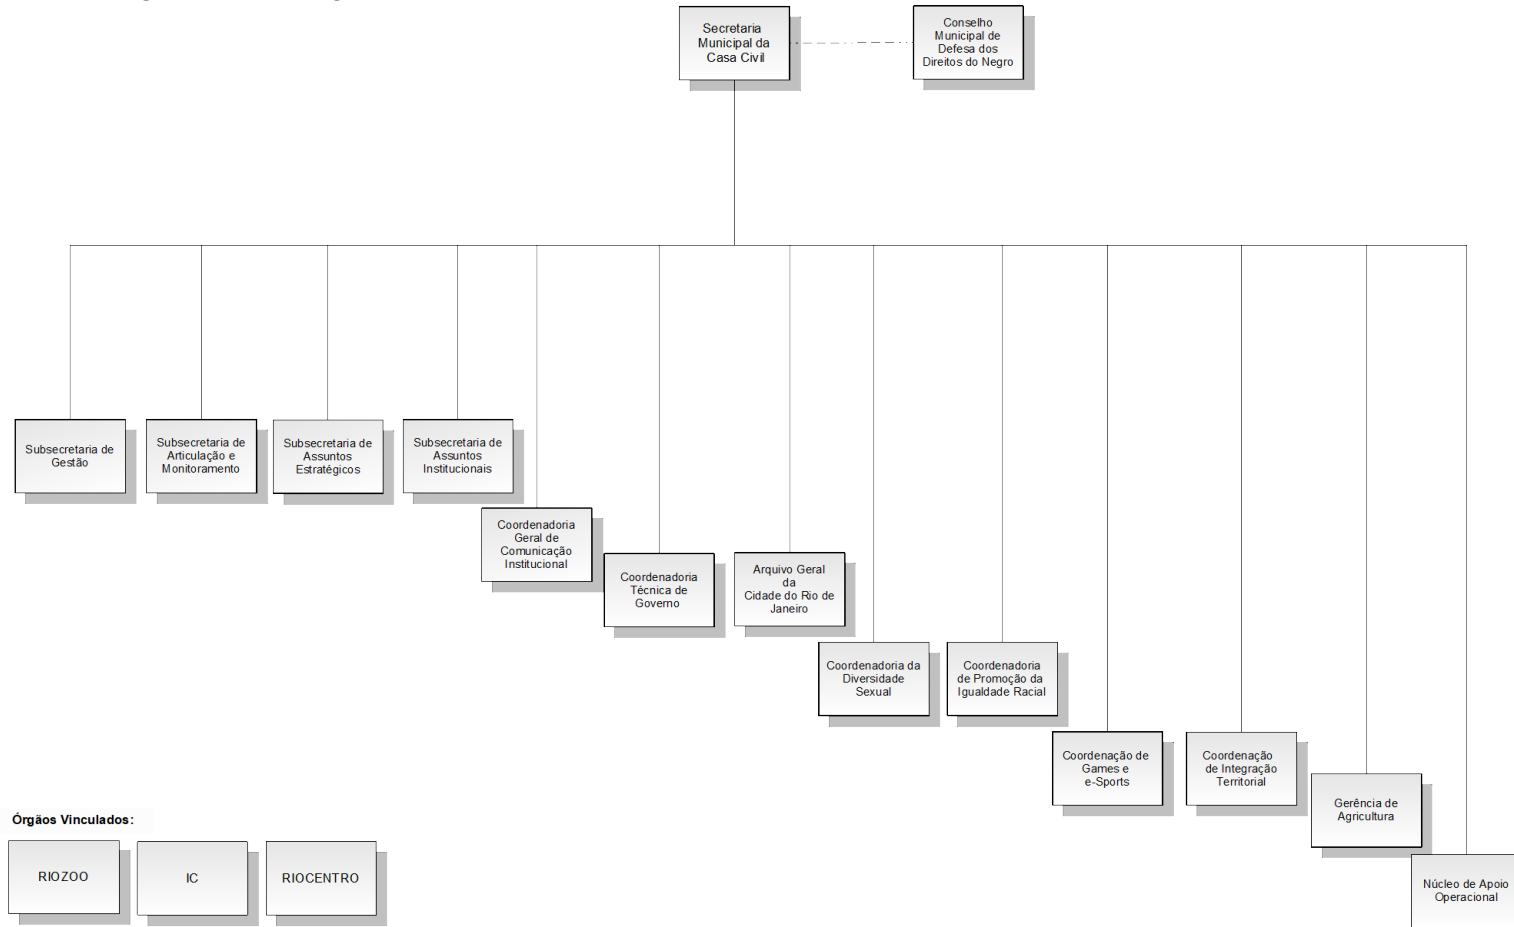 Secretaria
Municipal da
Casa Civil
Conselho
Municipal de
Defesa dos
Direitos do Negro
Subsecretaria de
Gestão
Subsecretaria de
Articulação e
Monitoramento
Subsecretaria de
Assuntos
Estratégicos
Subsecretaria de
Assuntos
Institucionais
Coordenadoria
Geral de
Comunicação
Institucional
Coordenadoria
Técnica de
Governo
Arquivo Geral
da
Cidade do Rio de
Janeiro
Coordenadoria da
Diversidade
Sexual
Coordenadoria
de Promoção da
Igualdade Racial
Coordenação de
Games e
e-Sports
Coordenação
de Integração
Territorial
Gerência de
Agricultura
Núcleo de Apoio
Operacional
Órgãos Vinculados:
RIOZOO
IC
RIOCENTRO